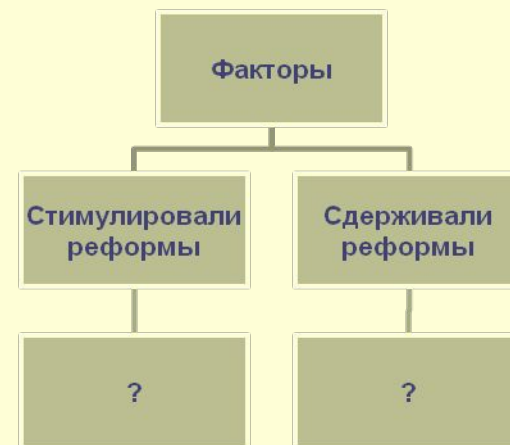 Факторы
Стимулировали
реформы
Сдерживали
реформы
?
?